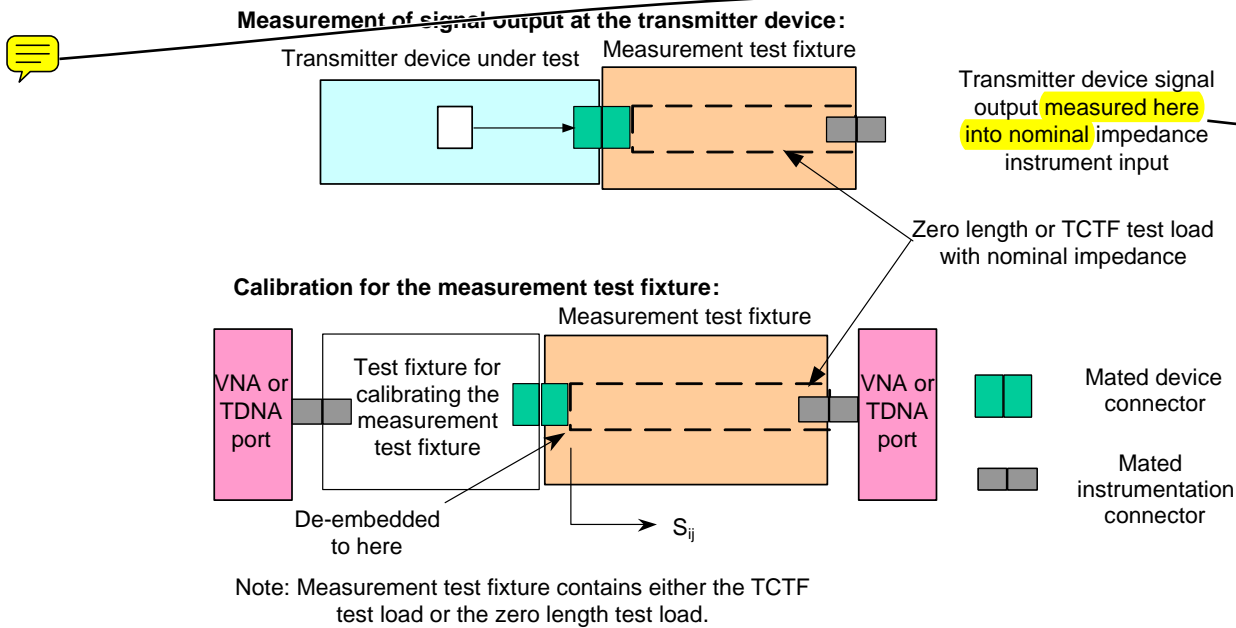 Measurement of signal output at the transmitter device:
Transmitter device under test
Measurement test fixture
Transmitter device signal
output measured here
into nominal impedance
instrument input
Zero length or TCTF test load
with nominal impedance
Calibration for the measurement test fixture:
Measurement test fixture
VNA or
TDNA
port
Test fixture for
calibrating the
measurement
test fixture
VNA or
TDNA
port
Mated device
connector
Mated
instrumentation
connector
De-embedded
to here
Sij
Note: Measurement test fixture contains either the TCTF
test load or the zero length test load.